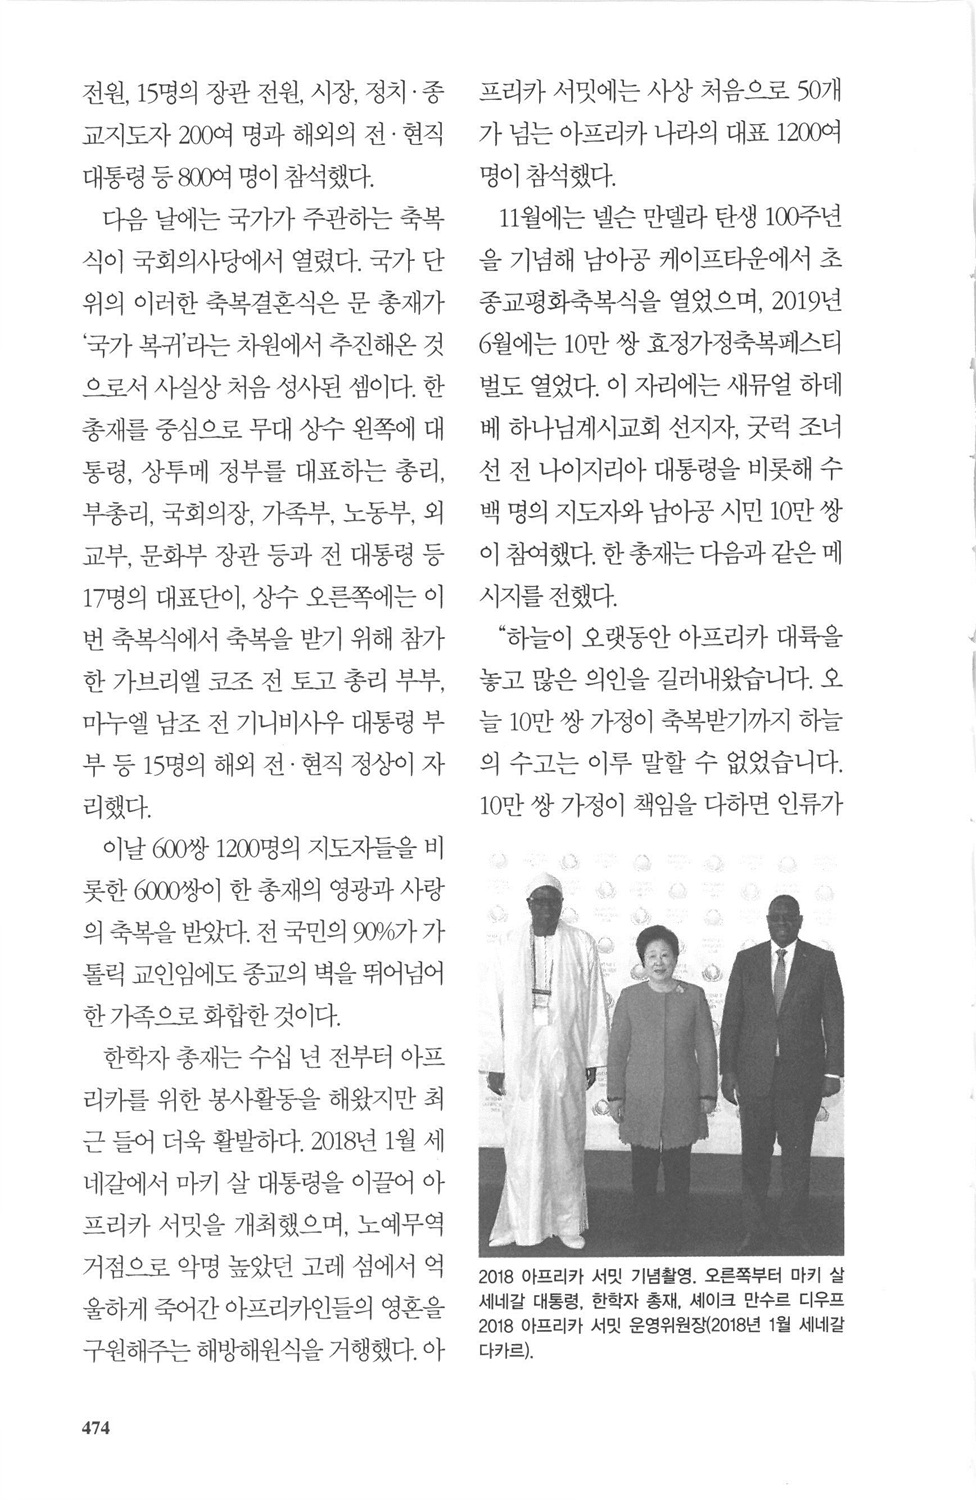 전원, 15명의 장관 전원, 시장, 정치·종
교지도자 200여 명과 해외의 전·현직
대통령 등 800여 명이 참석했다.
다음 날에는 국가가 주관하는 축복
식이 국회의사당에서 열렸다. 국가 단
위의 이러한 축복결혼식은 문 총재가
‘국가 복귀’라는 차원에서 추진해온 것
으로서 사실상 처음 성사된 셈이다. 한
총재를 중심으로 무대 상수 왼쪽에 대
통령, 상투메 정부를 대표하는 총리,
부총리, 국회의장, 가족부, 노동부, 외
교부, 문화부 장관 등과 전 대통령 등
17명의 대표단이, 상수 오른쪽에는 이
번 축복식에서 축복을 받기 위해 참가
한 가브리엘 코조 전 토고 총리 부부,
마누엘 남조 전 기니비사우 대통령 부
부 등 15명의 해외 전·현직 정상이 자
리했다.
이날 600쌍 1200명의 지도자들을 비
롯한 6000쌍이 한 총재의 영광과 사랑
의 축복을 받았다. 전 국민의 90%가 가
톨릭 교인임에도 종교의 벽을 뛰어넘어
한 가족으로 화합한 것이다.
한학자 총재는 수십 년 전부터 아프
리카를 위한 봉사활동을 해왔지만 최
근 들어 더욱 활발하다. 2018년 1월 세
네갈에서 마키 살 대통령을 이끌어 아
프리카 서밋을 개최했으며, 노예무역
거점으로 악명 높았던 고레 섬에서 억
울하게 죽어간 아프리카인들의 영혼을
구원해주는 해방해원식을 거행했다. 아
프리카 서밋에는 사상 처음으로 50개
가 넘는 아프리카 나라의 대표 1200여
명이 참석했다.
11월에는 넬슨 만델라 탄생 100주년
을 기념해 남아공 케이프타운에서 초
종교평화축복식을 열었으며, 2019년
6월에는 10만 쌍 효정가정축복페스티
벌도 열었다. 이 자리에는 새뮤얼 하데
베 하나님계시교회 선지자, 굿럭 조너
선 전 나이지리아 대통령을 비롯해 수
백 명의 지도자와 남아공 시민 10만 쌍
이 참여했다. 한 총재는 다음과 같은 메
시지를 전했다.
“하늘이 오랫동안 아프리카 대륙을
놓고 많은 의인을 길러내왔습니다. 오
늘 10만 쌍 가정이 축복받기까지 하늘
의 수고는 이루 말할 수 없었습니다.
10만 쌍 가정이 책임을 다하면 인류가
2018 아프리카 서밋 기념촬영. 오른쪽부터 마키 살
세네갈 대통령, 한학자 총재, 셰이크 만수르 디우프
2018 아프리카 서밋 운영위원장(2018년 1월 세네갈
다카르).
474